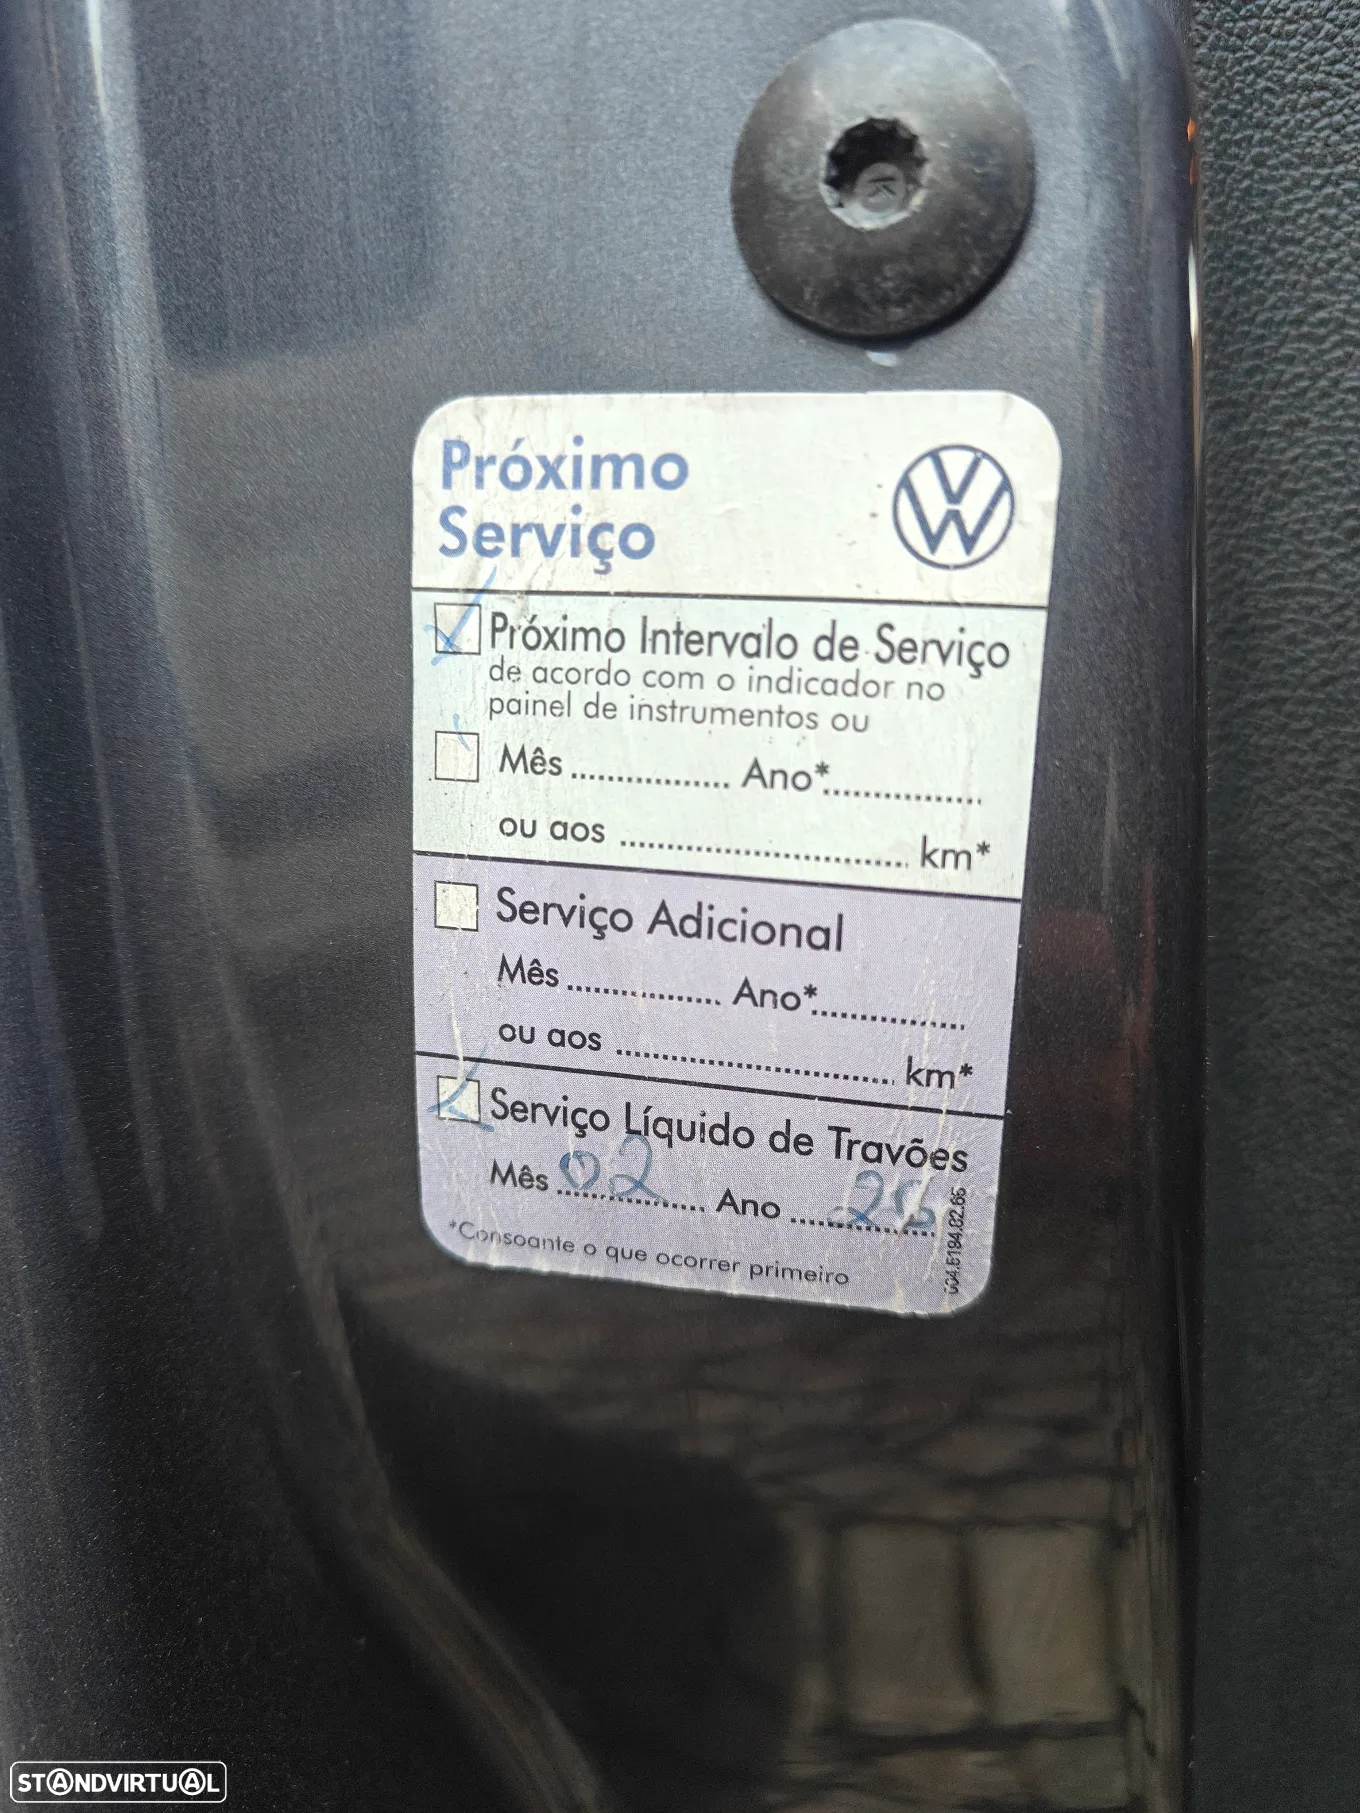 Próximo
Serviço
Próximo Intervalo de Serviço
de acordo com o indicador no
painel de instrumentos ou
Mês ................ Ano*................
ou aos ............................. km*
Serviço Adicional
Mês ................ Ano*................
ou aos ............................. km*
Serviço Líquido de Travões
Mês 02 Ano
*Consoante o que ocorrer primeiro
STANDVIRTUAL